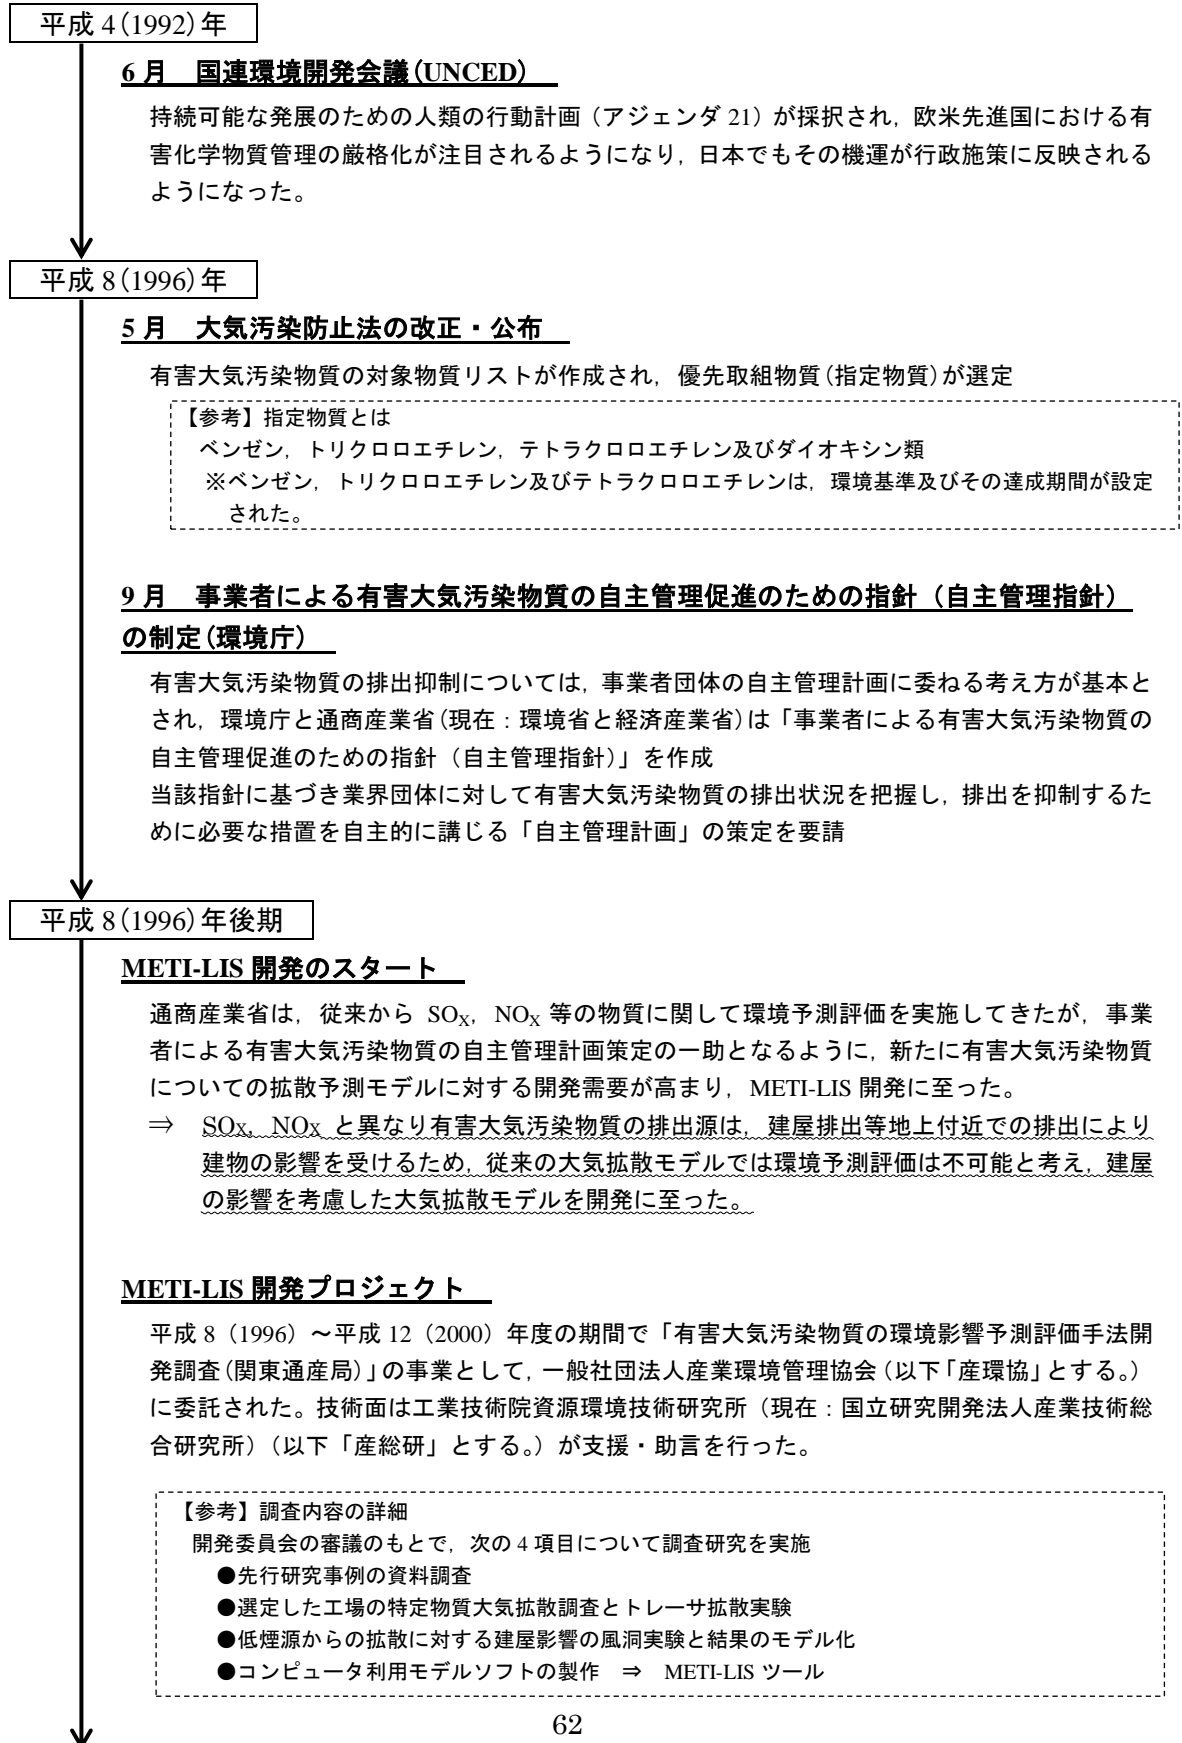 平成 4(1992)年
6 月　国連環境開発会議(UNCED)
持続可能な発展のための人類の行動計画（アジェンダ 21）が採択され，欧米先進国における有
害化学物質管理の厳格化が注目されるようになり，日本でもその機運が行政施策に反映される
ようになった。
平成 8(1996)年
5 月　大気汚染防止法の改正・公布
有害大気汚染物質の対象物質リストが作成され，優先取組物質(指定物質)が選定
【参考】指定物質とは
ベンゼン，トリクロロエチレン，テトラクロロエチレン及びダイオキシン類
※ベンゼン，トリクロロエチレン及びテトラクロロエチレンは，環境基準及びその達成期間が設定
された。
9 月　事業者による有害大気汚染物質の自主管理促進のための指針（自主管理指針）
の制定(環境庁)
有害大気汚染物質の排出抑制については，事業者団体の自主管理計画に委ねる考え方が基本と
され，環境庁と通商産業省(現在：環境省と経済産業省)は「事業者による有害大気汚染物質の
自主管理促進のための指針（自主管理指針）」を作成
当該指針に基づき業界団体に対して有害大気汚染物質の排出状況を把握し，排出を抑制するた
めに必要な措置を自主的に講じる「自主管理計画」の策定を要請
平成 8(1996)年後期
METI-LIS 開発のスタート
通商産業省は，従来から SOX，NOX 等の物質に関して環境予測評価を実施してきたが，事業
者による有害大気汚染物質の自主管理計画策定の一助となるように，新たに有害大気汚染物質
についての拡散予測モデルに対する開発需要が高まり，METI-LIS 開発に至った。
⇒　SOX，NOX と異なり有害大気汚染物質の排出源は，建屋排出等地上付近での排出により
建物の影響を受けるため，従来の大気拡散モデルでは環境予測評価は不可能と考え，建屋
の影響を考慮した大気拡散モデルを開発に至った。
METI-LIS 開発プロジェクト
平成 8（1996）～平成 12（2000）年度の期間で「有害大気汚染物質の環境影響予測評価手法開
発調査(関東通産局)」の事業として，一般社団法人産業環境管理協会（以下「産環協」とする。）
に委託された。技術面は工業技術院資源環境技術研究所（現在：国立研究開発法人産業技術総
合研究所）（以下「産総研」とする。）が支援・助言を行った。
【参考】調査内容の詳細
開発委員会の審議のもとで，次の 4 項目について調査研究を実施
●先行研究事例の資料調査
●選定した工場の特定物質大気拡散調査とトレーサ拡散実験
●低煙源からの拡散に対する建屋影響の風洞実験と結果のモデル化
●コンピュータ利用モデルソフトの製作　⇒　METI-LIS ツール
62